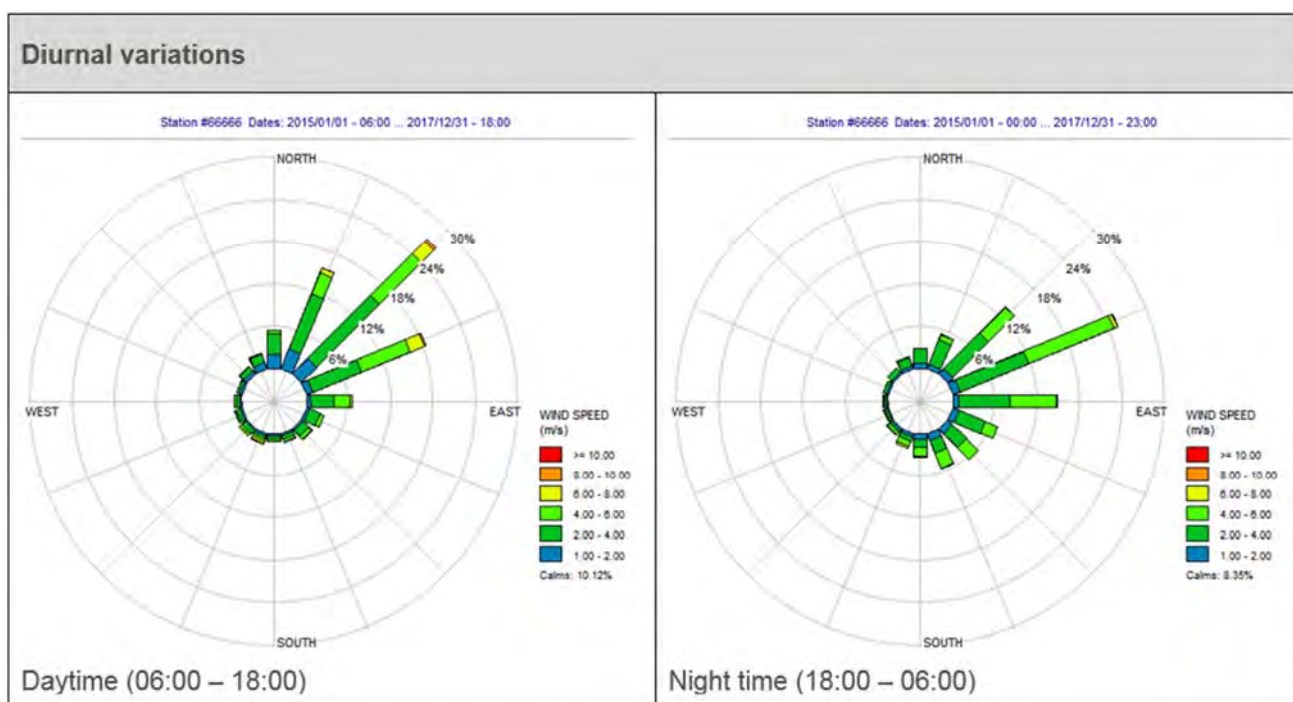 Diurnal variations
Station #66666 Dates: 2015/01/01 - 06:00 ... 2017/12/31 - 18:00
NORTH
30%
24%
18%
12%
6%
WEST
EAST
WIND SPEED
(m/s)
>= 10.00
8.00 - 10.00
6.00 - 8.00
4.00 - 6.00
2.00 - 4.00
1.00 - 2.00
Calms: 10.12%
SOUTH
Daytime (06:00 – 18:00)
Station #66666 Dates: 2015/01/01 - 00:00 ... 2017/12/31 - 23:00
NORTH
30%
24%
18%
12%
6%
WEST
EAST
WIND SPEED
(m/s)
>= 10.00
8.00 - 10.00
6.00 - 8.00
4.00 - 6.00
2.00 - 4.00
1.00 - 2.00
Calms: 8.35%
SOUTH
Night time (18:00 – 06:00)